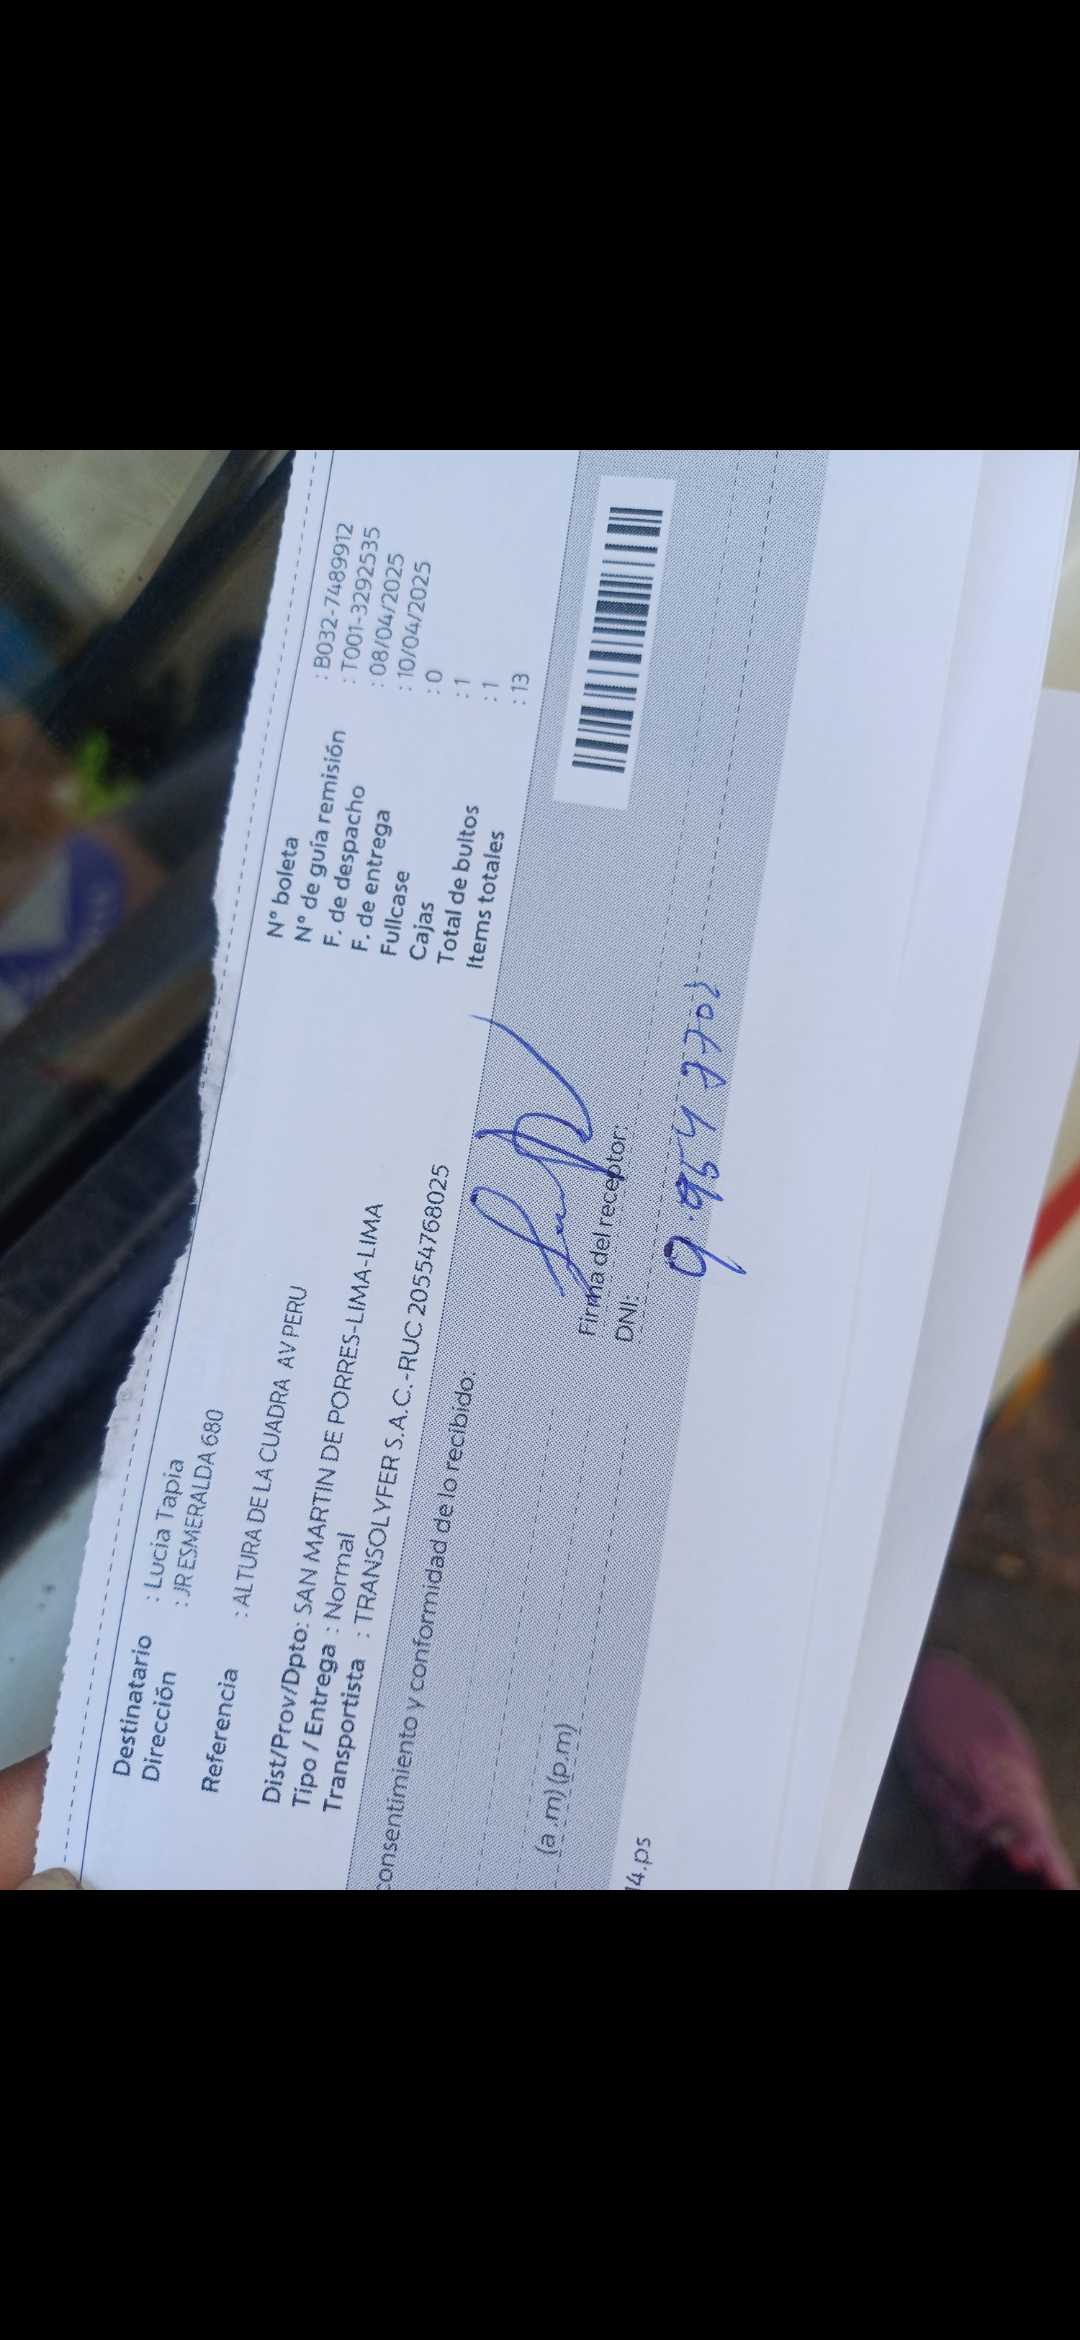 Destinatario : Lucia Tapia
Dirección : JR ESMERALDA 680
Referencia : ALTURA DE LA CUADRA AV PERU
Dist/Prov/Dpto: SAN MARTIN DE PORRES-LIMA-LIMA
Tipo / Entrega : Normal
Transportista : TRANSOLYFER S.A.C.-RUC 20554768025
N° boleta : B032-7489912
N° de guía remisión : T001-3292535
F. de despacho : 08/04/2025
F. de entrega : 10/04/2025
Fullcase : 0
Cajas : 1
Total de bultos : 1
Items totales : 13
consentimiento y conformidad de lo recibido:
(a .m) (p.m)
Firma del receptor:
DNI:
14.ps